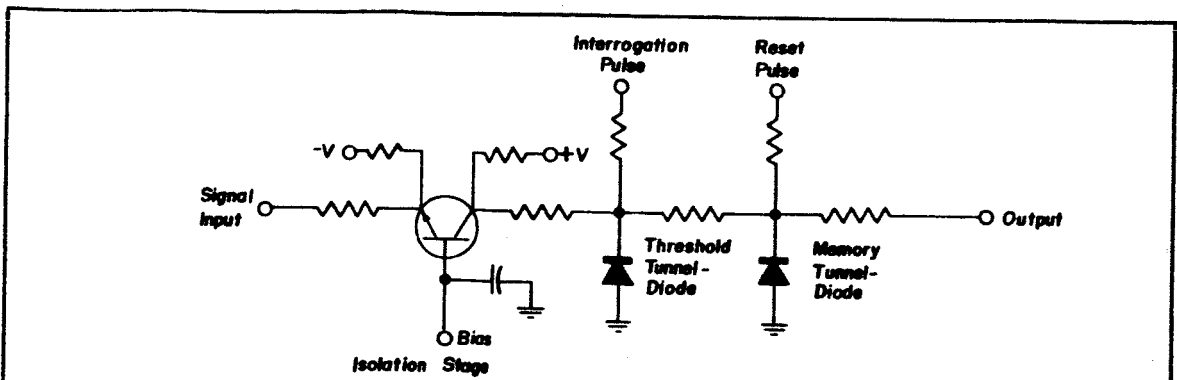 Interrogation
Pulse
Reset
Pulse
-V
+V
Signal
Input
Output
Threshold
Tunnel-
Diode
Memory
Tunnel-
Diode
Bias
Isolation Stage